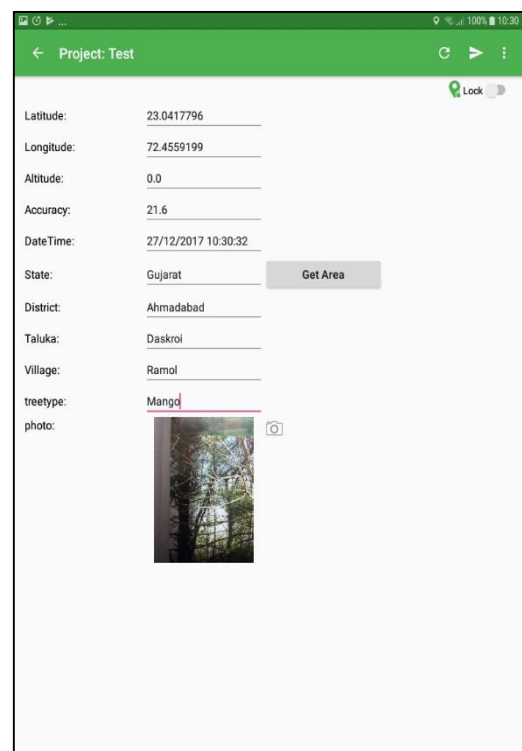 ... 100% 10:30
Project: Test
Lock
Latitude: 23.0417796
Longitude: 72.4559199
Altitude: 0.0
Accuracy: 21.6
DateTime: 27/12/2017 10:30:32
State: Gujarat Get Area
District: Ahmadabad
Taluka: Daskroi
Village: Ramol
treetype: Mango
photo: